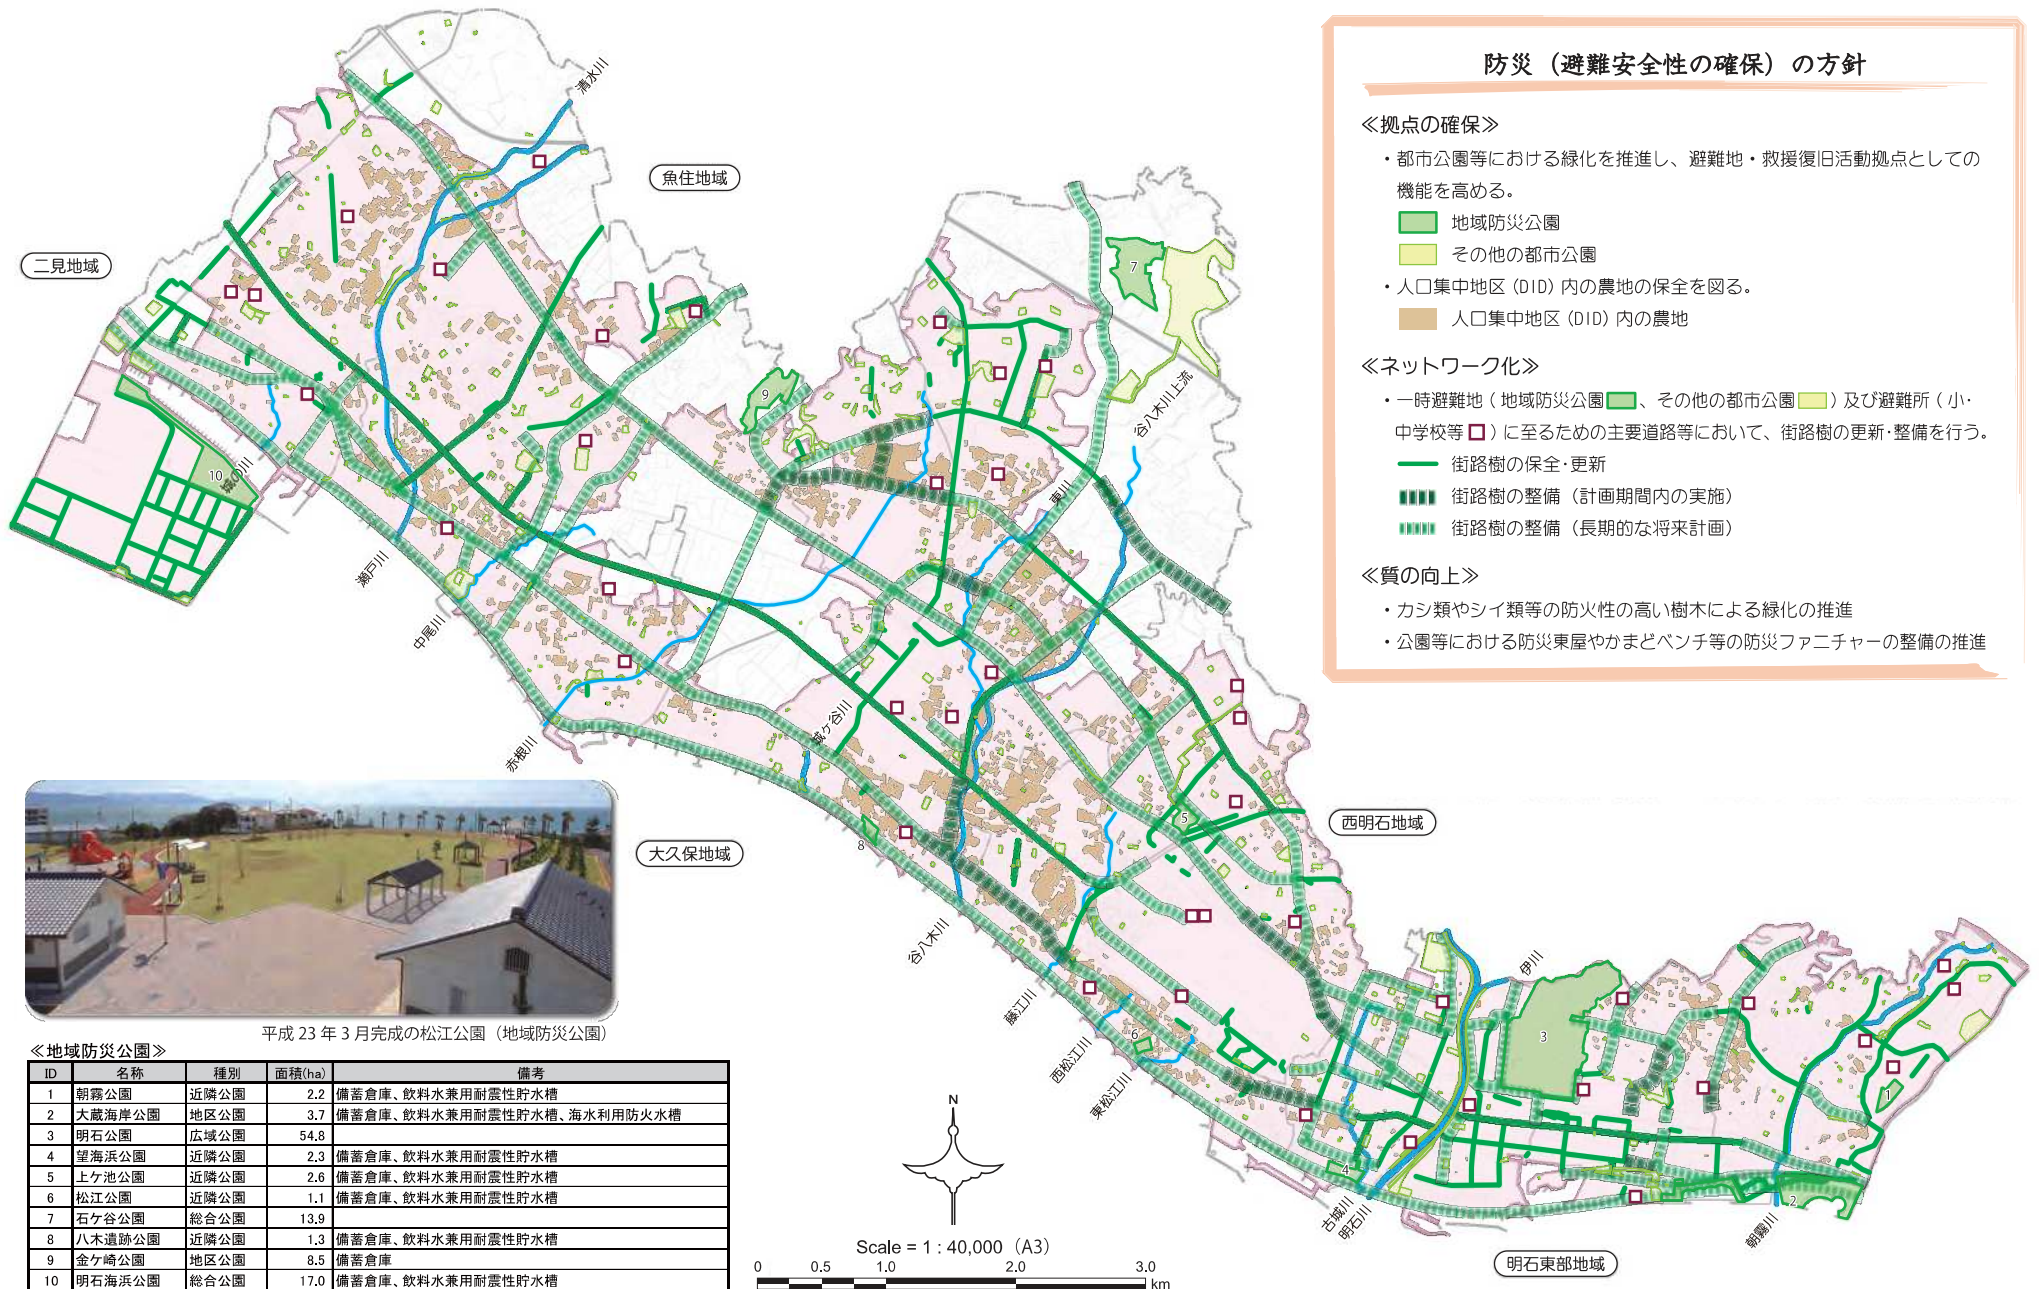 防災（避難安全性の確保）の方針
≪拠点の確保≫
・都市公園等における緑化を推進し、避難地・救援復旧活動拠点としての
機能を高める。
地域防災公園
その他の都市公園
・人口集中地区（DID）内の農地の保全を図る。
人口集中地区（DID）内の農地
≪ネットワーク化≫
・一時避難地（地域防災公園、その他の都市公園）及び避難所（小・
中学校等）に至るための主要道路等において、街路樹の更新・整備を行う。
街路樹の保全・更新
街路樹の整備（計画期間内の実施）
街路樹の整備（長期的な将来計画）
≪質の向上≫
・カシ類やシイ類等の防火性の高い樹木による緑化の推進
・公園等における防災東屋やかまどベンチ等の防災ファニチャーの整備の推進
清水川
魚住地域
二見地域
7
谷八木川上流
9
10
城の川
東川
瀬戸川
中尾川
城ヶ谷川
赤根川
5
西明石地域
8
大久保地域
谷八木川
伊川
藤江川
3
6
西松江川
東松江川
1
4
2
古城川
明石川
朝霧川
明石東部地域
平成 23 年 3 月完成の松江公園（地域防災公園）
≪地域防災公園≫
ID 名称 種別 面積(ha) 備考
1 朝霧公園 近隣公園 2.2 備蓄倉庫、飲料水兼用耐震性貯水槽
2 大蔵海岸公園 地区公園 3.7 備蓄倉庫、飲料水兼用耐震性貯水槽、海水利用防火水槽
3 明石公園 広域公園 54.8
4 望海浜公園 近隣公園 2.3 備蓄倉庫、飲料水兼用耐震性貯水槽
5 上ケ池公園 近隣公園 2.6 備蓄倉庫、飲料水兼用耐震性貯水槽
6 松江公園 近隣公園 1.1 備蓄倉庫、飲料水兼用耐震性貯水槽
7 石ケ谷公園 総合公園 13.9
8 八木遺跡公園 近隣公園 1.3 備蓄倉庫、飲料水兼用耐震性貯水槽
9 金ケ崎公園 地区公園 8.5 備蓄倉庫
10 明石海浜公園 総合公園 17.0 備蓄倉庫、飲料水兼用耐震性貯水槽
N
Scale = 1 : 40,000（A3）
0 0.5 1.0 2.0 3.0
km